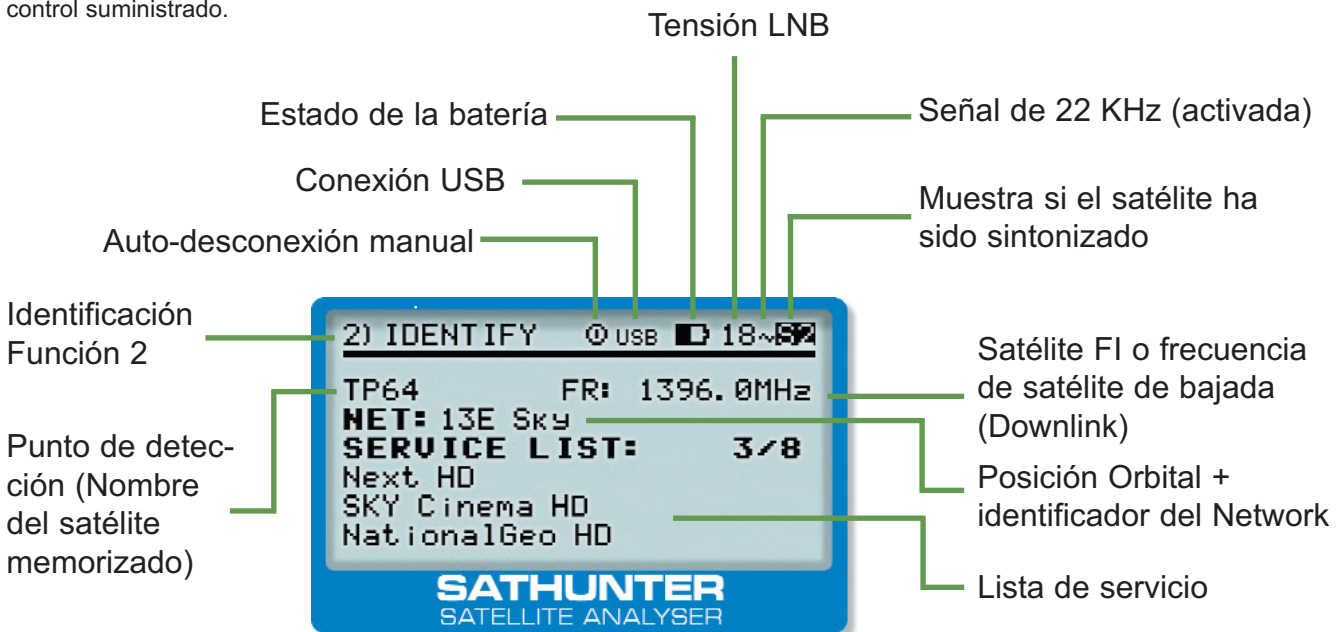 control suministrado.
Tensión LNB
Estado de la batería
Señal de 22 KHz (activada)
Conexión USB
Muestra si el satélite ha
sido sintonizado
Auto-desconexión manual
Identificación
Función 2
2) IDENTIFY USB 18~
TP64 FR: 1396.0MHz
NET: 13E Sky
SERVICE LIST: 3/8
Next HD
SKY Cinema HD
NationalGeo HD
SATHUNTER
SATELLITE ANALYSER
Satélite FI o frecuencia
de satélite de bajada
(Downlink)
Punto de detec-
ción (Nombre
del satélite
memorizado)
Posición Orbital +
identificador del Network
Lista de servicio